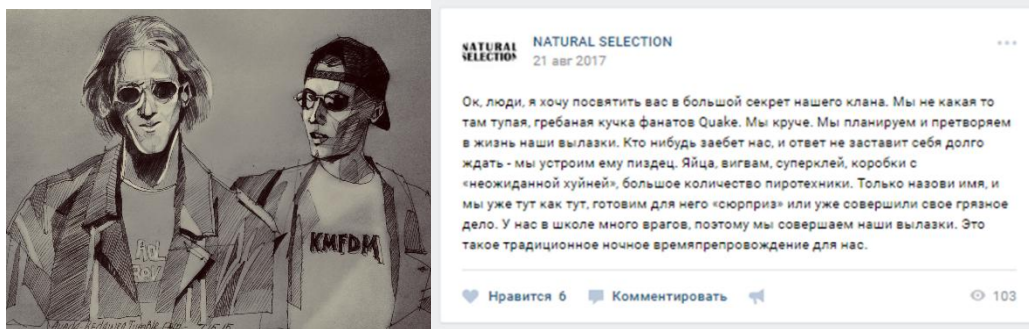 KMFDM
NATURAL
SELECTION
NATURAL SELECTION
21 авг 2017
Ок, люди, я хочу посвятить вас в большой секрет нашего клана. Мы не какая то
там тупая, гребаная кучка фанатов Quake. Мы круче. Мы планируем и претворяем
в жизнь наши вылазки. Кто нибудь заебет нас, и ответ не заставит себя долго
ждать - мы устроим ему пиздец. Яйца, вигвам, суперклей, коробки с
«неожиданной хуйней», большое количество пиротехники. Только назови имя, и
мы уже тут как тут, готовим для него «сюрприз» или уже совершили свое грязное
дело. У нас в школе много врагов, поэтому мы совершаем наши вылазки. Это
такое традиционное ночное времяпрепровождение для нас.
Нравится 6 Комментировать 103